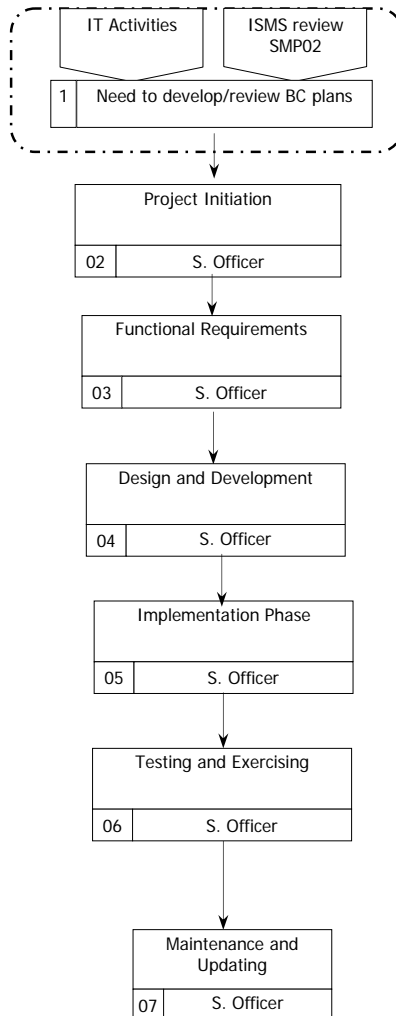 IT Activities
ISMS review
SMP02
1 Need to develop/review BC plans
Project Initiation
02 S. Officer
Functional Requirements
03 S. Officer
Design and Development
04 S. Officer
Implementation Phase
05 S. Officer
Testing and Exercising
06 S. Officer
Maintenance and
Updating
07 S. Officer